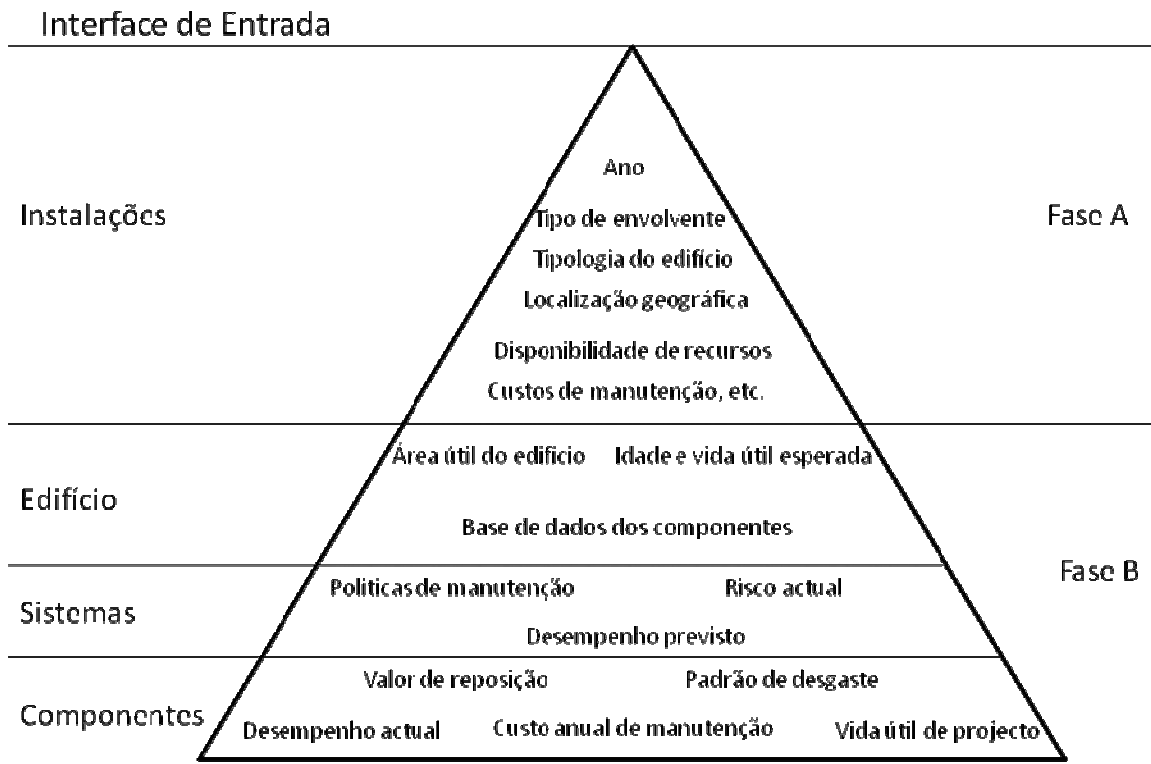 Interface de Entrada
Ano
Instalações
Fase A
Tipo de envolvente
Tipologia do edifício
Localização geográfica
Disponibilidade de recursos
Custos de manutenção, etc.
Área útil do edifício Idade e vida útil esperada
Edifício
Base de dados dos componentes
Fase B
Políticas de manutenção Risco actual
Sistemas
Desempenho previsto
Valor de reposição Padrão de desgaste
Componentes
Desempenho actual Custo anual de manutenção Vida útil de projecto